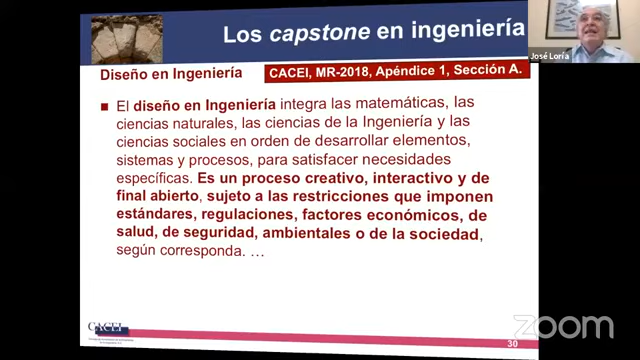 Los capstone en ingeniería
José Loría
Diseño en Ingeniería
CACEI, MR-2018, Apéndice 1, Sección A.
El diseño en Ingeniería integra las matemáticas, las
ciencias naturales, las ciencias de la Ingeniería y las
ciencias sociales en orden de desarrollar elementos,
sistemas y procesos, para satisfacer necesidades
específicas. Es un proceso creativo, interactivo y de
final abierto, sujeto a las restricciones que imponen
estándares, regulaciones, factores económicos, de
salud, de seguridad, ambientales o de la sociedad,
según corresponda. …
CACEI
30
zoom